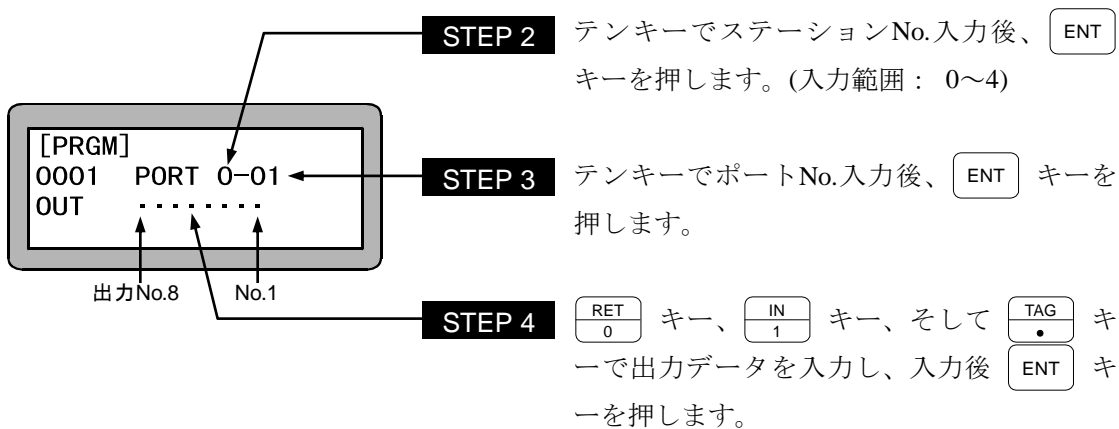 STEP 2
テンキーでステーションNo.入力後、 ENT
キーを押します。(入力範囲： 0～4)
[PRGM]
0001 PORT 0-01
OUT ........
出力No.8 No.1
STEP 3
テンキーでポートNo.入力後、 ENT キーを
押します。
STEP 4
RET 0 キー、 IN 1 キー、そして TAG • キ
ーで出力データを入力し、入力後 ENT キ
ーを押します。